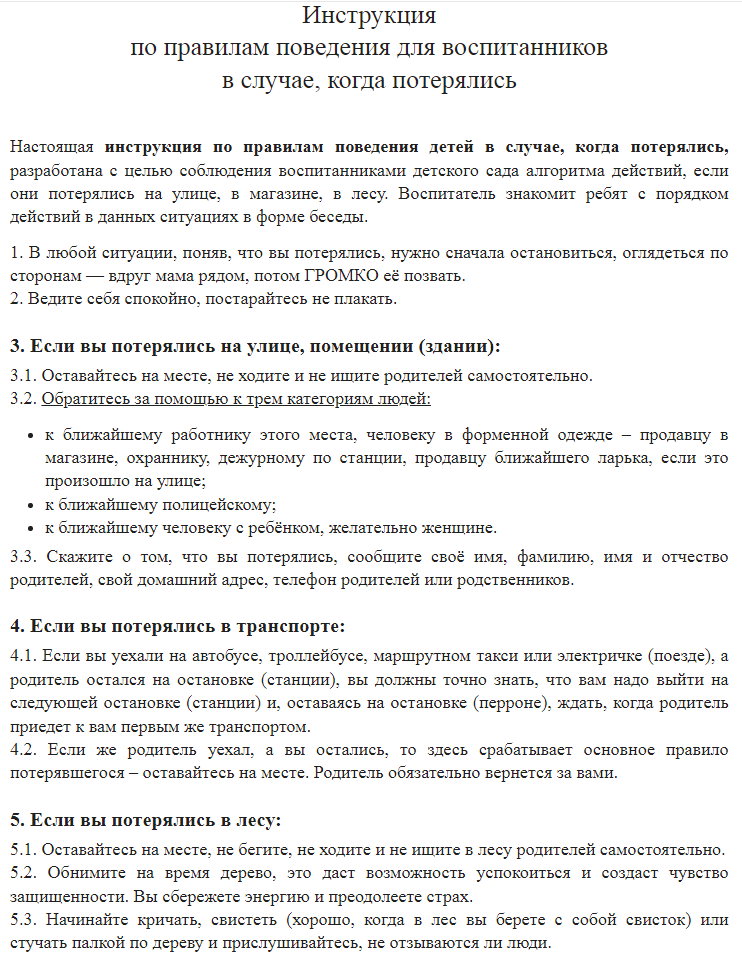 Инструкция
по правилам поведения для воспитанников
в случае, когда потерялись
Настоящая инструкция по правилам поведения детей в случае, когда потерялись,
разработана с целью соблюдения воспитанниками детского сада алгоритма действий, если
они потерялись на улице, в магазине, в лесу. Воспитатель знакомит ребят с порядком
действий в данных ситуациях в форме беседы.
1. В любой ситуации, поняв, что вы потерялись, нужно сначала остановиться, оглядеться по
сторонам — вдруг мама рядом, потом ГРОМКО её позвать.
2. Ведите себя спокойно, постарайтесь не плакать.
3. Если вы потерялись на улице, помещении (здании):
3.1. Оставайтесь на месте, не ходите и не ищите родителей самостоятельно.
3.2. Обратитесь за помощью к трем категориям людей:
• к ближайшему работнику этого места, человеку в форменной одежде – продавцу в
магазине, охраннику, дежурному по станции, продавцу ближайшего ларька, если это
произошло на улице;
• к ближайшему полицейскому;
• к ближайшему человеку с ребёнком, желательно женщине.
3.3. Скажите о том, что вы потерялись, сообщите своё имя, фамилию, имя и отчество
родителей, свой домашний адрес, телефон родителей или родственников.
4. Если вы потерялись в транспорте:
4.1. Если вы уехали на автобусе, троллейбусе, маршрутном такси или электричке (поезде), а
родитель остался на остановке (станции), вы должны точно знать, что вам надо выйти на
следующей остановке (станции) и, оставаясь на остановке (перроне), ждать, когда родитель
приедет к вам первым же транспортом.
4.2. Если же родитель уехал, а вы остались, то здесь срабатывает основное правило
потерявшегося – оставайтесь на месте. Родитель обязательно вернется за вами.
5. Если вы потерялись в лесу:
5.1. Оставайтесь на месте, не бегите, не ходите и не ищите в лесу родителей самостоятельно.
5.2. Обнимите на время дерево, это даст возможность успокоиться и создаст чувство
защищенности. Вы сбережете энергию и преодолеете страх.
5.3. Начинайте кричать, свистеть (хорошо, когда в лес вы берете с собой свисток) или
стучать палкой по дереву и прислушивайтесь, не отзываются ли люди.